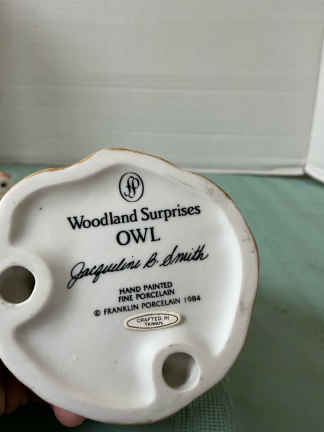 FP
Woodland Surprises
OWL
Jacqueline B. Smith
HAND PAINTED
FINE PORCELAIN
© FRANKLIN PORCELAIN 1984
CRAFTED IN
TAIWAN